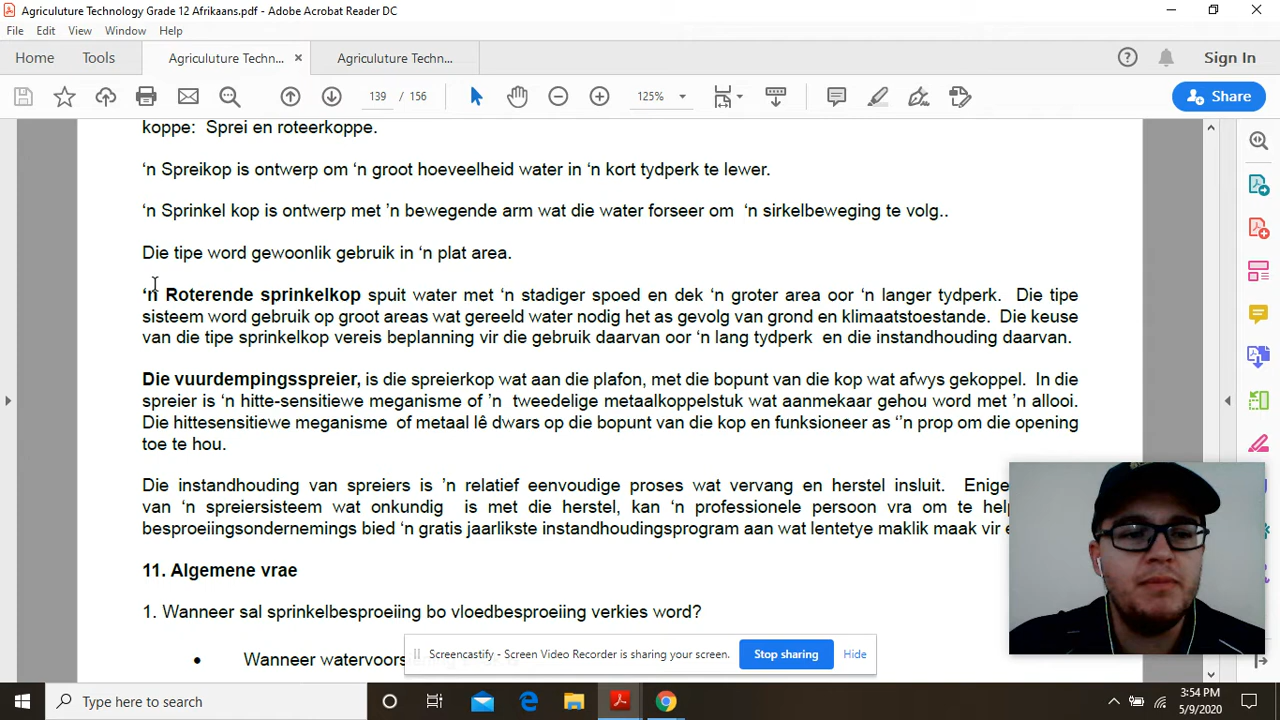 Agriculuture Technology Grade 12 Afrikaans.pdf - Adobe Acrobat Reader DC
File Edit View Window Help
Home Tools Agriculuture Techn... × Agriculuture Techn... Sign In
139 / 156 125% Share
koppe: Sprei en roteerkoppe.
‘n Spreikop is ontwerp om ‘n groot hoeveelheid water in ‘n kort tydperk te lewer.
‘n Sprinkel kop is ontwerp met ’n bewegende arm wat die water forseer om ‘n sirkelbeweging te volg..
Die tipe word gewoonlik gebruik in ‘n plat area.
‘n Roterende sprinkelkop spuit water met ‘n stadiger spoed en dek ‘n groter area oor ‘n langer tydperk. Die tipe
sisteem word gebruik op groot areas wat gereeld water nodig het as gevolg van grond en klimaatstoestande. Die keuse
van die tipe sprinkelkop vereis beplanning vir die gebruik daarvan oor ‘n lang tydperk en die instandhouding daarvan.
Die vuurdempingsspreier, is die spreierkop wat aan die plafon, met die bopunt van die kop wat afwys gekoppel. In die
spreier is ‘n hitte-sensitiewe meganisme of ’n tweedelige metaalkoppelstuk wat aanmekaar gehou word met ’n allooi.
Die hittesensitiewe meganisme of metaal lê dwars op die bopunt van die kop en funksioneer as ‘’n prop om die opening
toe te hou.
Die instandhouding van spreiers is ’n relatief eenvoudige proses wat vervang en herstel insluit. Enige
van ‘n spreiersisteem wat onkundig is met die herstel, kan ‘n professionele persoon vra om te
besproeiingsondernemings bied ‘n gratis jaarlikste instandhoudingsprogram aan wat lentetye maklik maak vir
11. Algemene vrae
1. Wanneer sal sprinkelbesproeiing bo vloedbesproeiing verkies word?
• Wanneer
Screencastify - Screen Video Recorder is sharing your screen. Stop sharing Hide
Type here to search
3:54 PM
5/9/2020